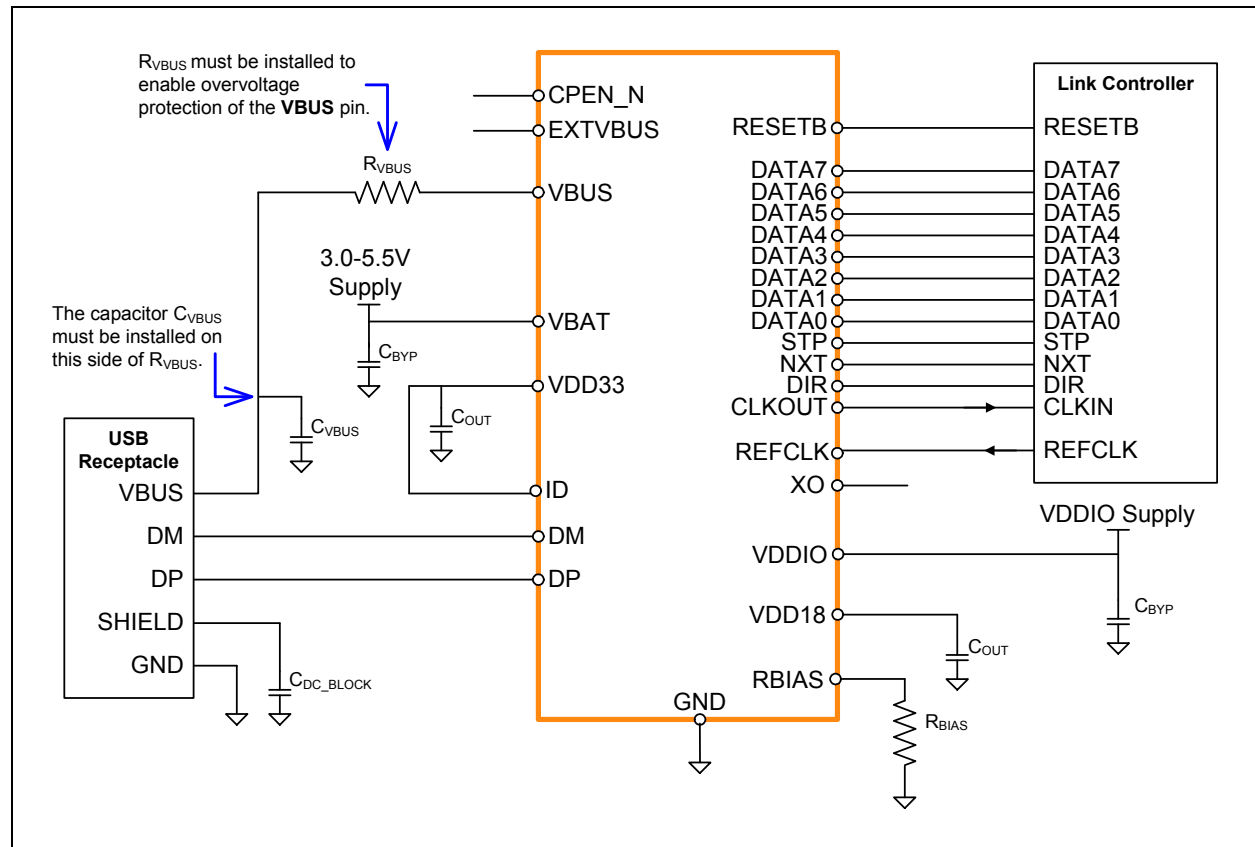 RVBUS must be installed to
enable overvoltage
protection of the VBUS pin.
RVBUS
3.0-5.5V
Supply
CBYP
The capacitor CVBUS
must be installed on
this side of RVBUS.
CVBUS
COUT
USB
Receptacle
VBUS
DM
DP
SHIELD
GND
CDC_BLOCK
CPEN_N
EXTVBUS
VBUS
VBAT
VDD33
ID
DM
DP
GND
RESETB
DATA7
DATA6
DATA5
DATA4
DATA3
DATA2
DATA1
DATA0
STP
NXT
DIR
CLKOUT
REFCLK
XO
VDDIO
VDD18
RBIAS
Link Controller
RESETB
DATA7
DATA6
DATA5
DATA4
DATA3
DATA2
DATA1
DATA0
STP
NXT
DIR
CLKIN
REFCLK
VDDIO Supply
CBYP
COUT
RBIAS